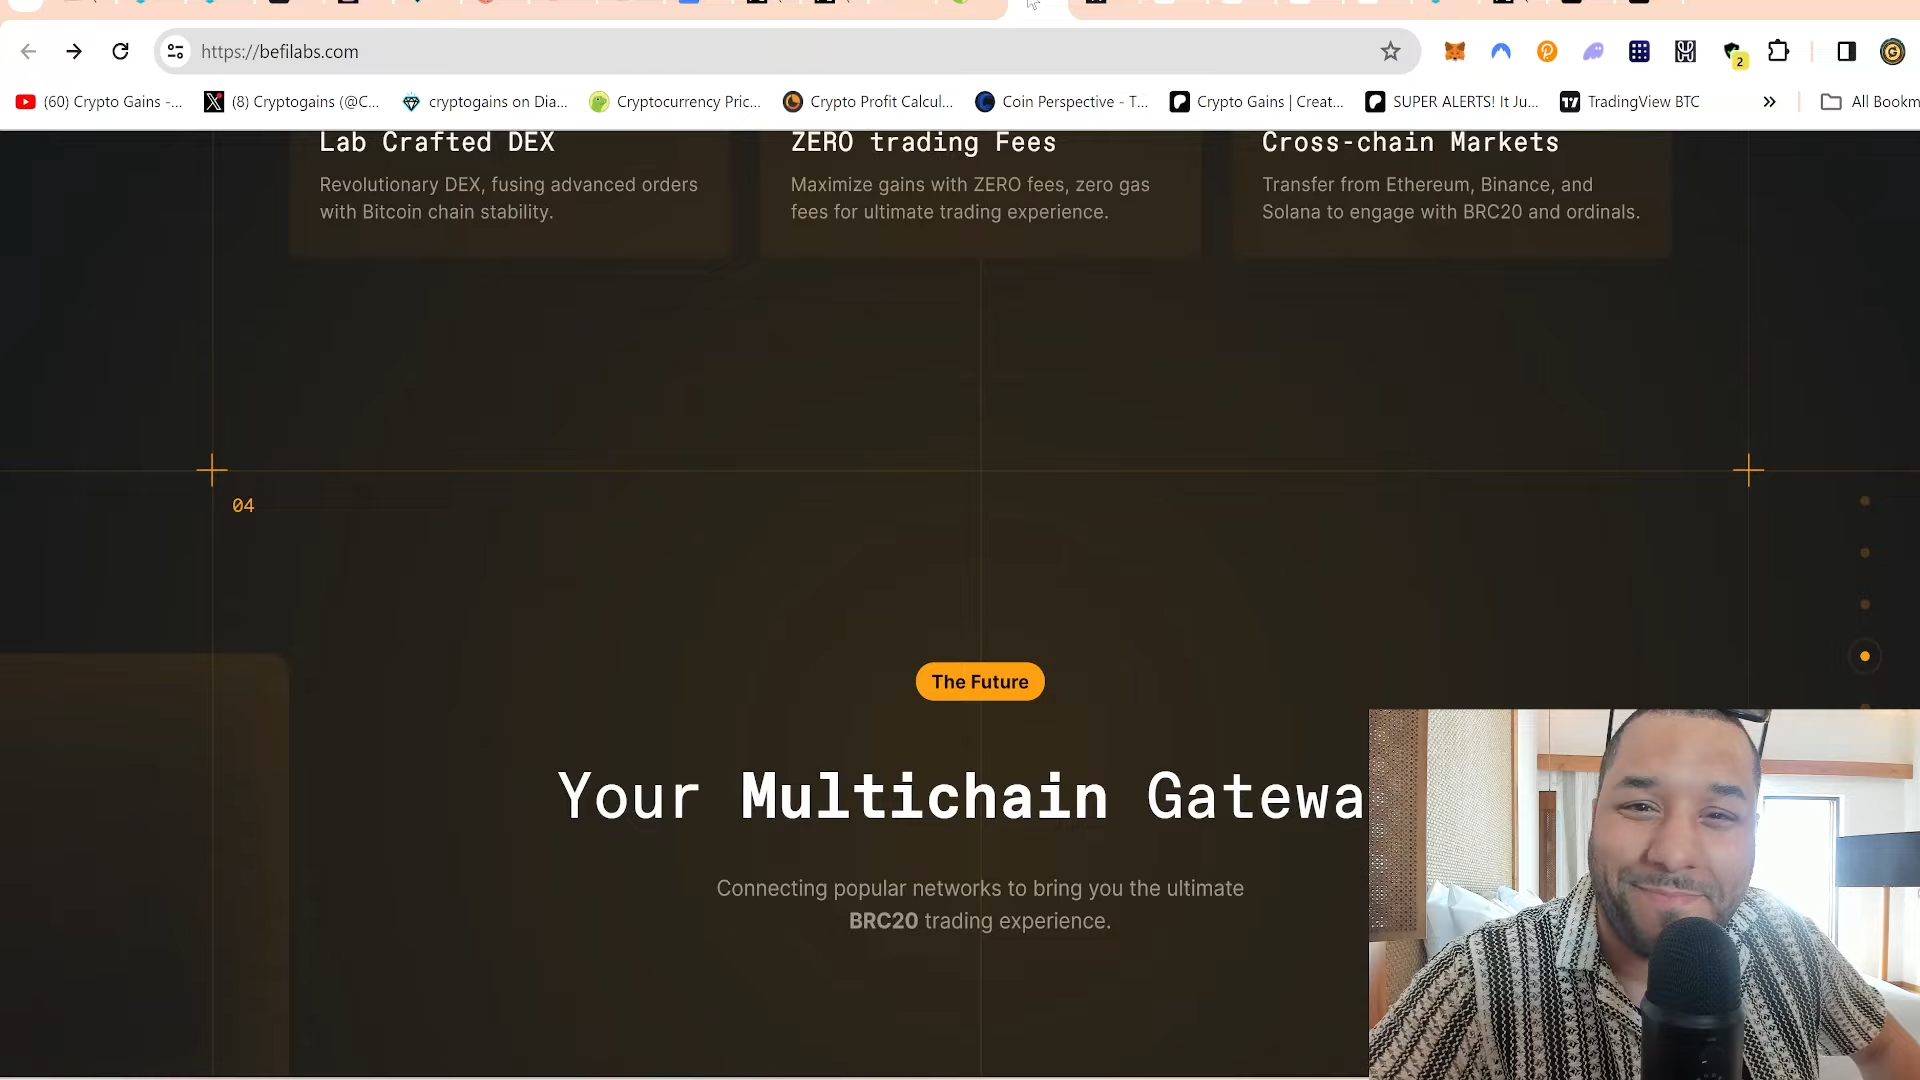 https://befilabs.com
2
(60) Crypto Gains -...
(8) Cryptogains (@C...
cryptogains on Dia...
Cryptocurrency Pric...
Crypto Profit Calcul...
Coin Perspective - T...
Crypto Gains | Creat...
SUPER ALERTS! It Ju...
TradingView BTC
All Bookm
Lab Crafted DEX
Revolutionary DEX, fusing advanced orders
with Bitcoin chain stability.
ZERO trading Fees
Maximize gains with ZERO fees, zero gas
fees for ultimate trading experience.
Cross-chain Markets
Transfer from Ethereum, Binance, and
Solana to engage with BRC20 and ordinals.
04
The Future
Your Multichain Gatewa
Connecting popular networks to bring you the ultimate
BRC20 trading experience.